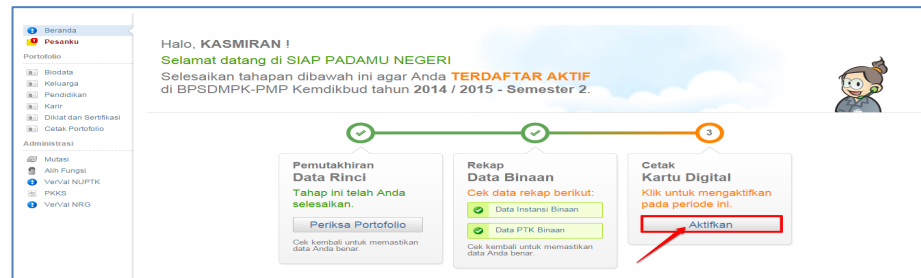 Beranda
Pesanku
Portofolio
Biodata
Keluarga
Pendidikan
Karir
Diklat dan Sertifikasi
Cetak Portofolio
Administrasi
Mutasi
Alih Fungsi
VerVal NUPTK
PKKS
VerVal NRG
Halo, KASMIRAN !
Selamat datang di SIAP PADAMU NEGERI
Selesaikan tahapan dibawah ini agar Anda TERDAFTAR AKTIF
di BPSDMPK-PMP Kemdikbud tahun 2014 / 2015 - Semester 2.
Pemutakhiran
Data Rinci
Tahap ini telah Anda
selesaikan.
Periksa Portofolio
Cek kembali untuk memastikan
data Anda benar.
Rekap
Data Binaan
Cek data rekap berikut:
Data Instansi Binaan
Data PTK Binaan
Cek kembali untuk memastikan
data Anda benar.
3
Cetak
Kartu Digital
Klik untuk mengaktifkan
pada periode ini.
Aktifkan